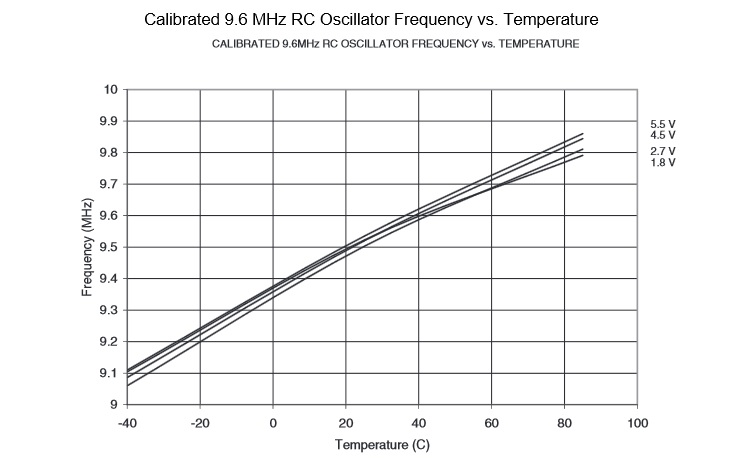 Calibrated 9.6 MHz RC Oscillator Frequency vs. Temperature
CALIBRATED 9.6MHz RC OSCILLATOR FREQUENCY vs. TEMPERATURE
10
9.9
9.8
9.7
9.6
9.5
9.4
9.3
9.2
9.1
9
Frequency (MHz)
5.5 V
4.5 V
2.7 V
1.8 V
-40 -20 0 20 40 60 80 100
Temperature (C)